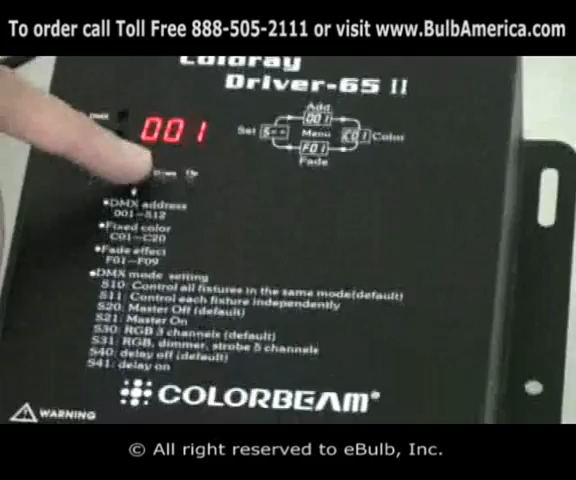 To order call Toll Free 888-505-2111 or visit www.BulbAmerica.com
Coloray
Driver-65 II
DMX
001
Add
001
Set S-- Menu C01 Color
F01
Fade
Down Up
•DMX address
001-512
•Fixed color
C01-C20
•Fade effect
F01-F09
•DMX mode setting
S10: Control all fixtures in the same mode(default)
S11: Control each fixture independently
S20: Master Off (default)
S21: Master On
S30: RGB 3 channels (default)
S31: RGB, dimmer, strobe 5 channels
S40: delay off (default)
S41: delay on
COLORBEAM®
WARNING
© All right reserved to eBulb, Inc.